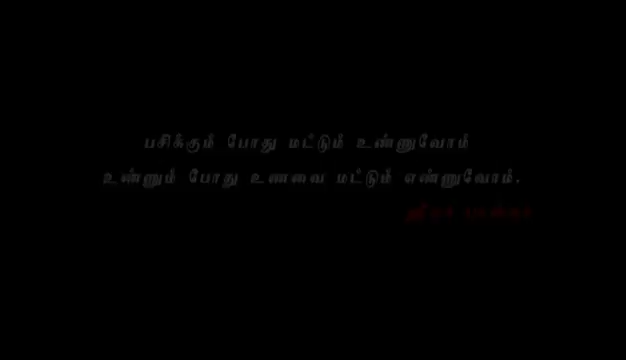 பசிக்கும் போது மட்டும் உண்ணுவோம்
உண்ணும் போது உணவை மட்டும் எண்ணுவோம்.